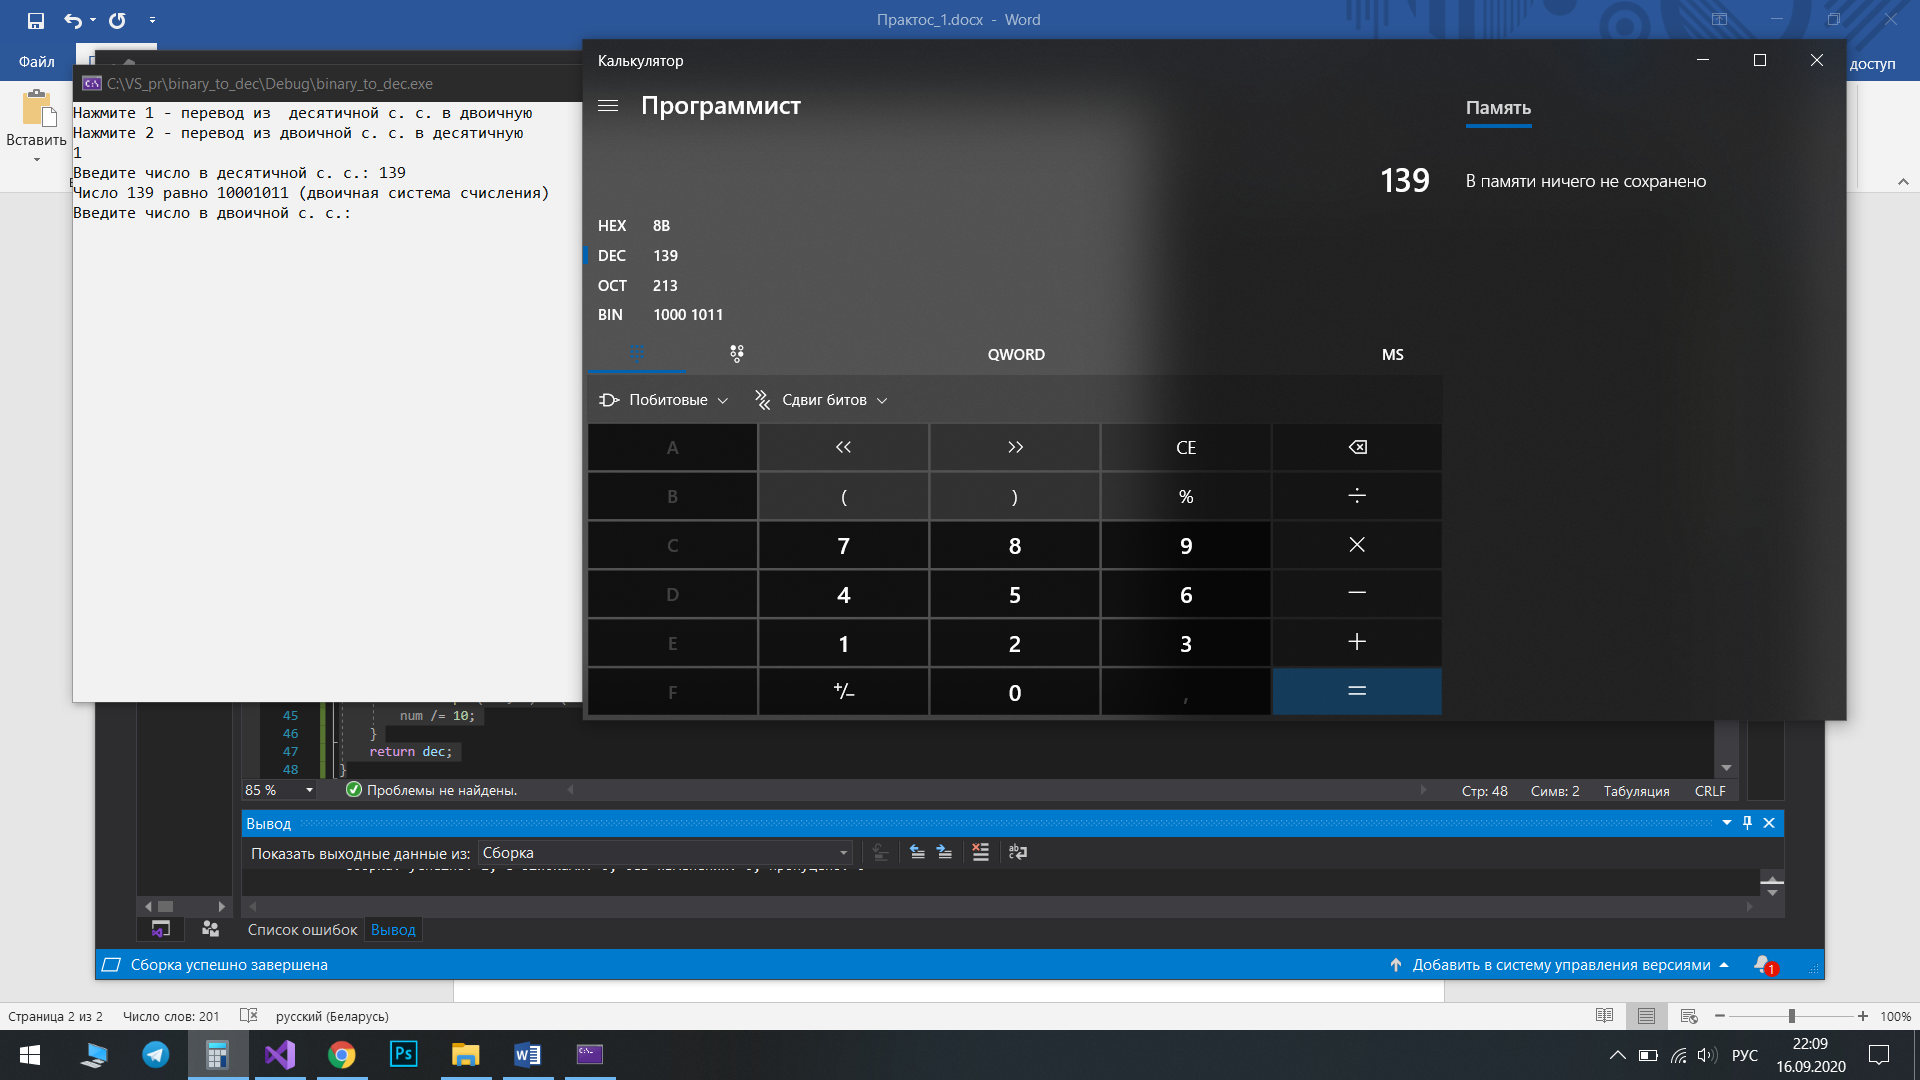 Практос_1.docx - Word
Файл
доступ
Вставить
C:\VS_pr\binary_to_dec\Debug\binary_to_dec.exe
Нажмите 1 - перевод из  десятичной с. с. в двоичную
Нажмите 2 - перевод из двоичной с. с. в десятичную
1
Введите число в десятичной с. с.: 139
Число 139 равно 10001011 (двоичная система счисления)
Введите число в двоичной с. с.:
Калькулятор
Программист
Память
139
В памяти ничего не сохранено
HEX 8B
DEC 139
OCT 213
BIN 1000 1011
QWORD MS
Побитовые Сдвиг битов
A << >> CE
B ( ) % ÷
C 7 8 9 ×
D 4 5 6 −
E 1 2 3 +
F +/− 0 , =
45 num /= 10;
46 }
47 return dec;
48 }
85 % Проблемы не найдены. Стр: 48 Симв: 2 Табуляция CRLF
Вывод
Показать выходные данные из: Сборка
Список ошибок Вывод
Сборка успешно завершена
Добавить в систему управления версиями 1
Страница 2 из 2 Число слов: 201 русский (Беларусь) 100%
Ps
РУС
22:09
16.09.2020